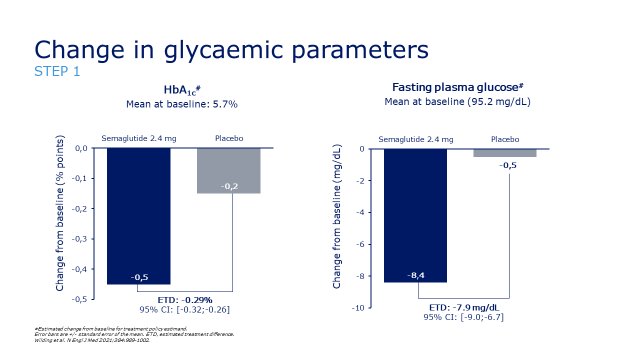 Change in glycaemic parameters
STEP 1
HbA1c#
Mean at baseline: 5.7%
Semaglutide 2.4 mg
Placebo
Change from baseline (% points)
0,0
-0,1
-0,2
-0,3
-0,4
-0,5
-0,2
-0,5
ETD: -0.29%
95% CI: [-0.32;-0.26]
Fasting plasma glucose#
Mean at baseline (95.2 mg/dL)
Semaglutide 2.4 mg
Placebo
Change from baseline (mg/dL)
0
-2
-4
-6
-8
-10
-0,5
-8,4
ETD: -7.9 mg/dL
95% CI: [-9.0;-6.7]
#Estimated change from baseline for treatment policy estimand.
Error bars are +/- standard error of the mean. ETD, estimated treatment difference.
Wilding et al. N Engl J Med 2021;384:989-1002.